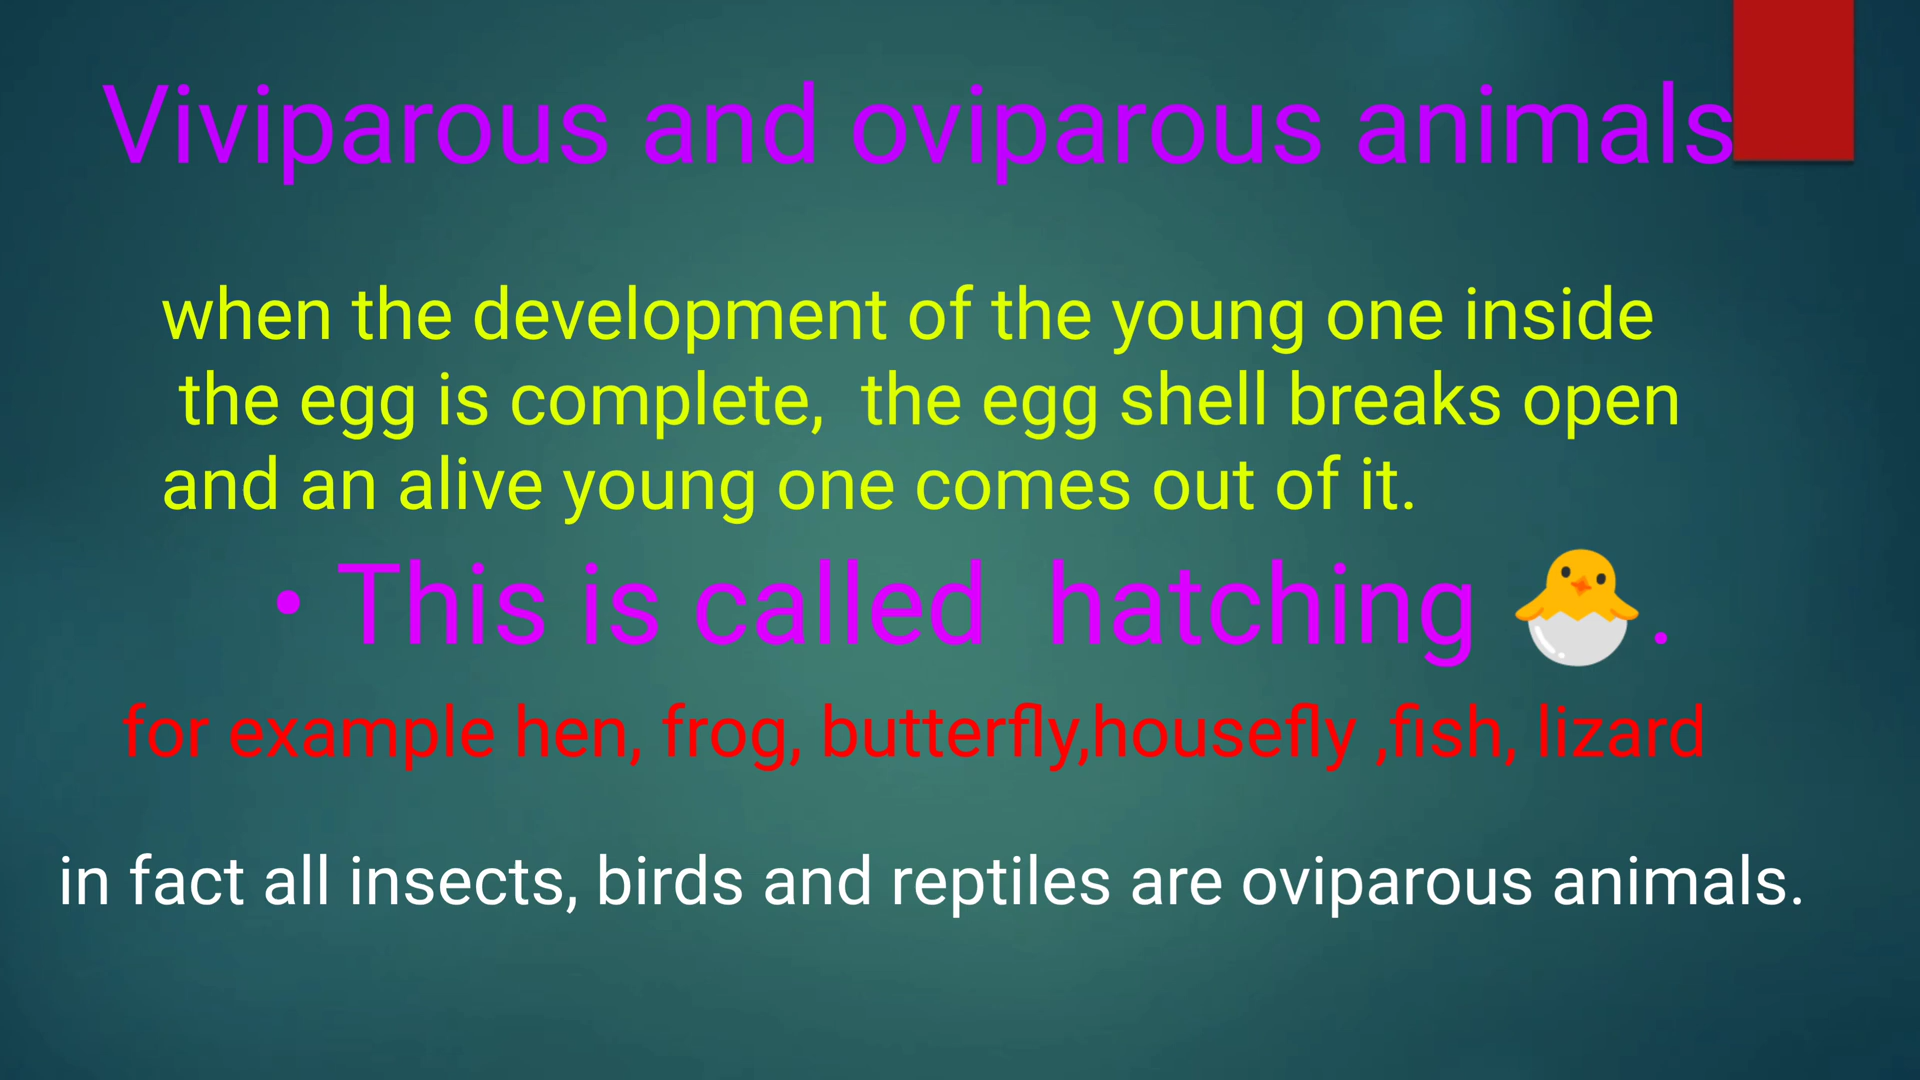 Viviparous and oviparous animals
when the development of the young one inside
the egg is complete,  the egg shell breaks open
and an alive young one comes out of it.
• This is called  hatching 🐣.
for example hen, frog, butterfly,housefly ,fish, lizard
in fact all insects, birds and reptiles are oviparous animals.